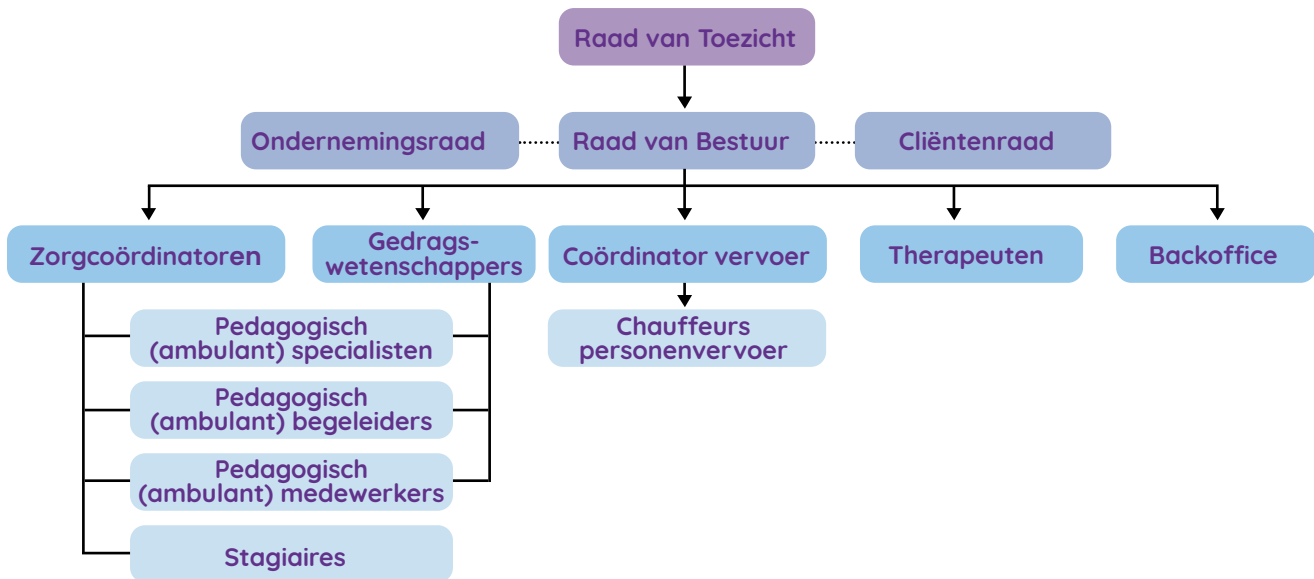 Raad van Toezicht
Ondernemingsraad
Raad van Bestuur
Cliëntenraad
Zorgcoördinatoren
Gedrags-
wetenschappers
Coördinator vervoer
Therapeuten
Backoffice
Pedagogisch
(ambulant) specialisten
Chauffeurs
personenvervoer
Pedagogisch
(ambulant) begeleiders
Pedagogisch
(ambulant) medewerkers
Stagiaires